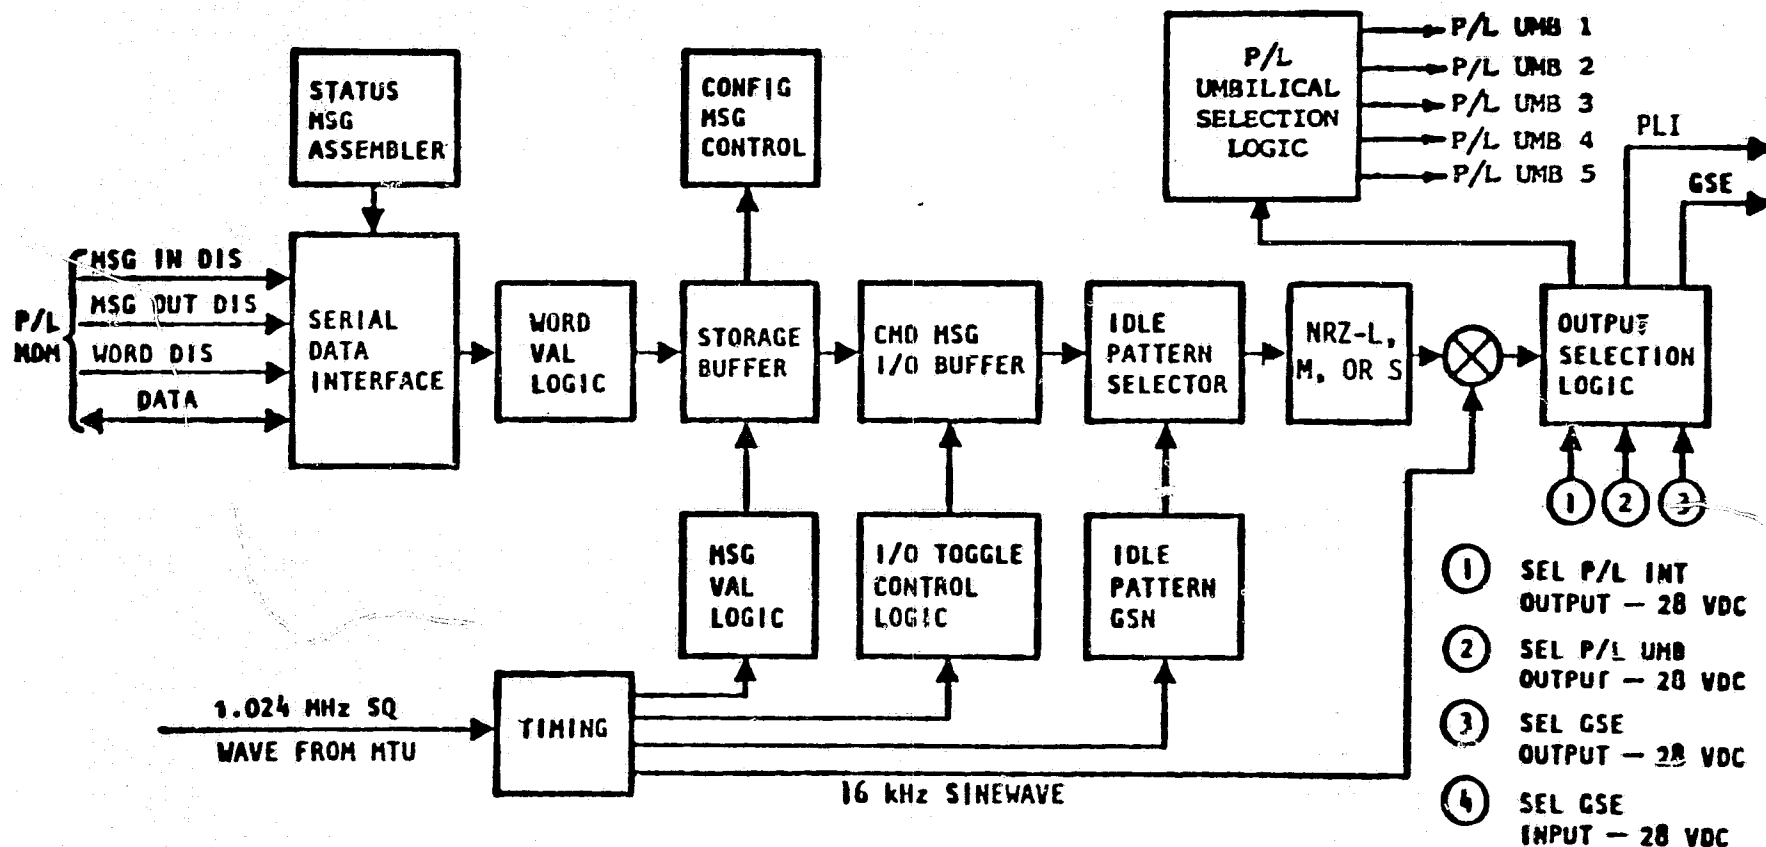 STATUS
MSG
ASSEMBLER
CONFIG
MSG
CONTROL
P/L
UMBILICAL
SELECTION
LOGIC
P/L UMB 1
P/L UMB 2
P/L UMB 3
P/L UMB 4
P/L UMB 5
PLI
GSE
P/L
MDM
MSG IN DIS
MSG OUT DIS
WORD DIS
DATA
SERIAL
DATA
INTERFACE
WORD
VAL
LOGIC
STORAGE
BUFFER
CMD MSG
I/O BUFFER
IDLE
PATTERN
SELECTOR
NRZ-L,
M, OR S
OUTPUT
SELECTION
LOGIC
1 2 3
MSG
VAL
LOGIC
I/O TOGGLE
CONTROL
LOGIC
IDLE
PATTERN
GSN
1.024 MHz SQ
WAVE FROM MTU
TIMING
16 kHz SINEWAVE
1 SEL P/L INT
OUTPUT — 28 VDC
2 SEL P/L UMB
OUTPUT — 28 VDC
3 SEL GSE
OUTPUT — 28 VDC
4 SEL GSE
INPUT — 28 VDC